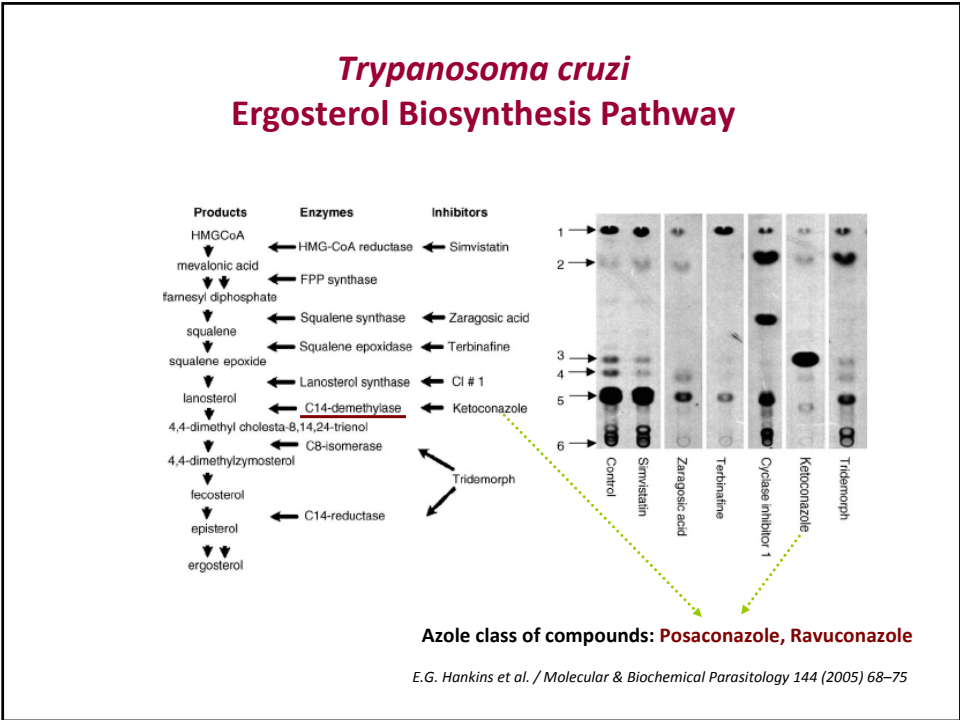 Trypanosoma cruzi
Ergosterol Biosynthesis Pathway
Products Enzymes Inhibitors
HMGCoA
HMG-CoA reductase Simvistatin
mevalonic acid
FPP synthase
farnesyl diphosphate
Squalene synthase Zaragosic acid
squalene
Squalene epoxidase Terbinafine
squalene epoxide
Lanosterol synthase CI # 1
lanosterol
C14-demethylase Ketoconazole
4,4-dimethyl cholesta-8,14,24-trienol
C8-isomerase
4,4-dimethylzymosterol
Tridemorph
fecosterol
C14-reductase
episterol
ergosterol
1
2
3
4
5
6
Control
Simvistatin
Zaragosic acid
Terbinafine
Cyclase inhibitor 1
Ketoconazole
Tridemorph
Azole class of compounds: Posaconazole, Ravuconazole
E.G. Hankins et al. / Molecular & Biochemical Parasitology 144 (2005) 68–75